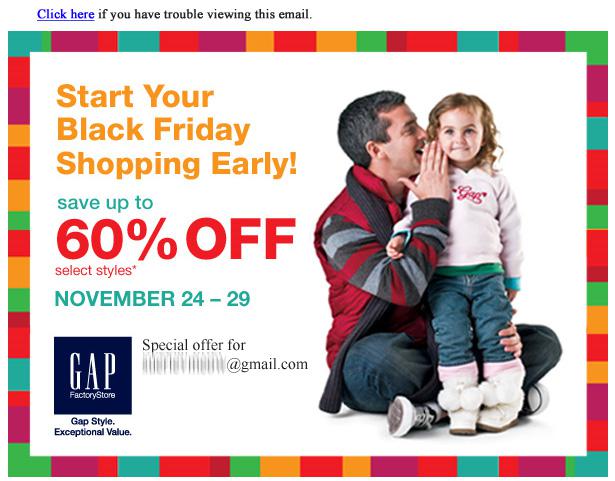 Click here if you have trouble viewing this email.
Start Your
Black Friday
Shopping Early!
save up to
60% OFF
select styles*
NOVEMBER 24 – 29
GAP
FactoryStore
Gap Style.
Exceptional Value.
Special offer for
@gmail.com
Gap